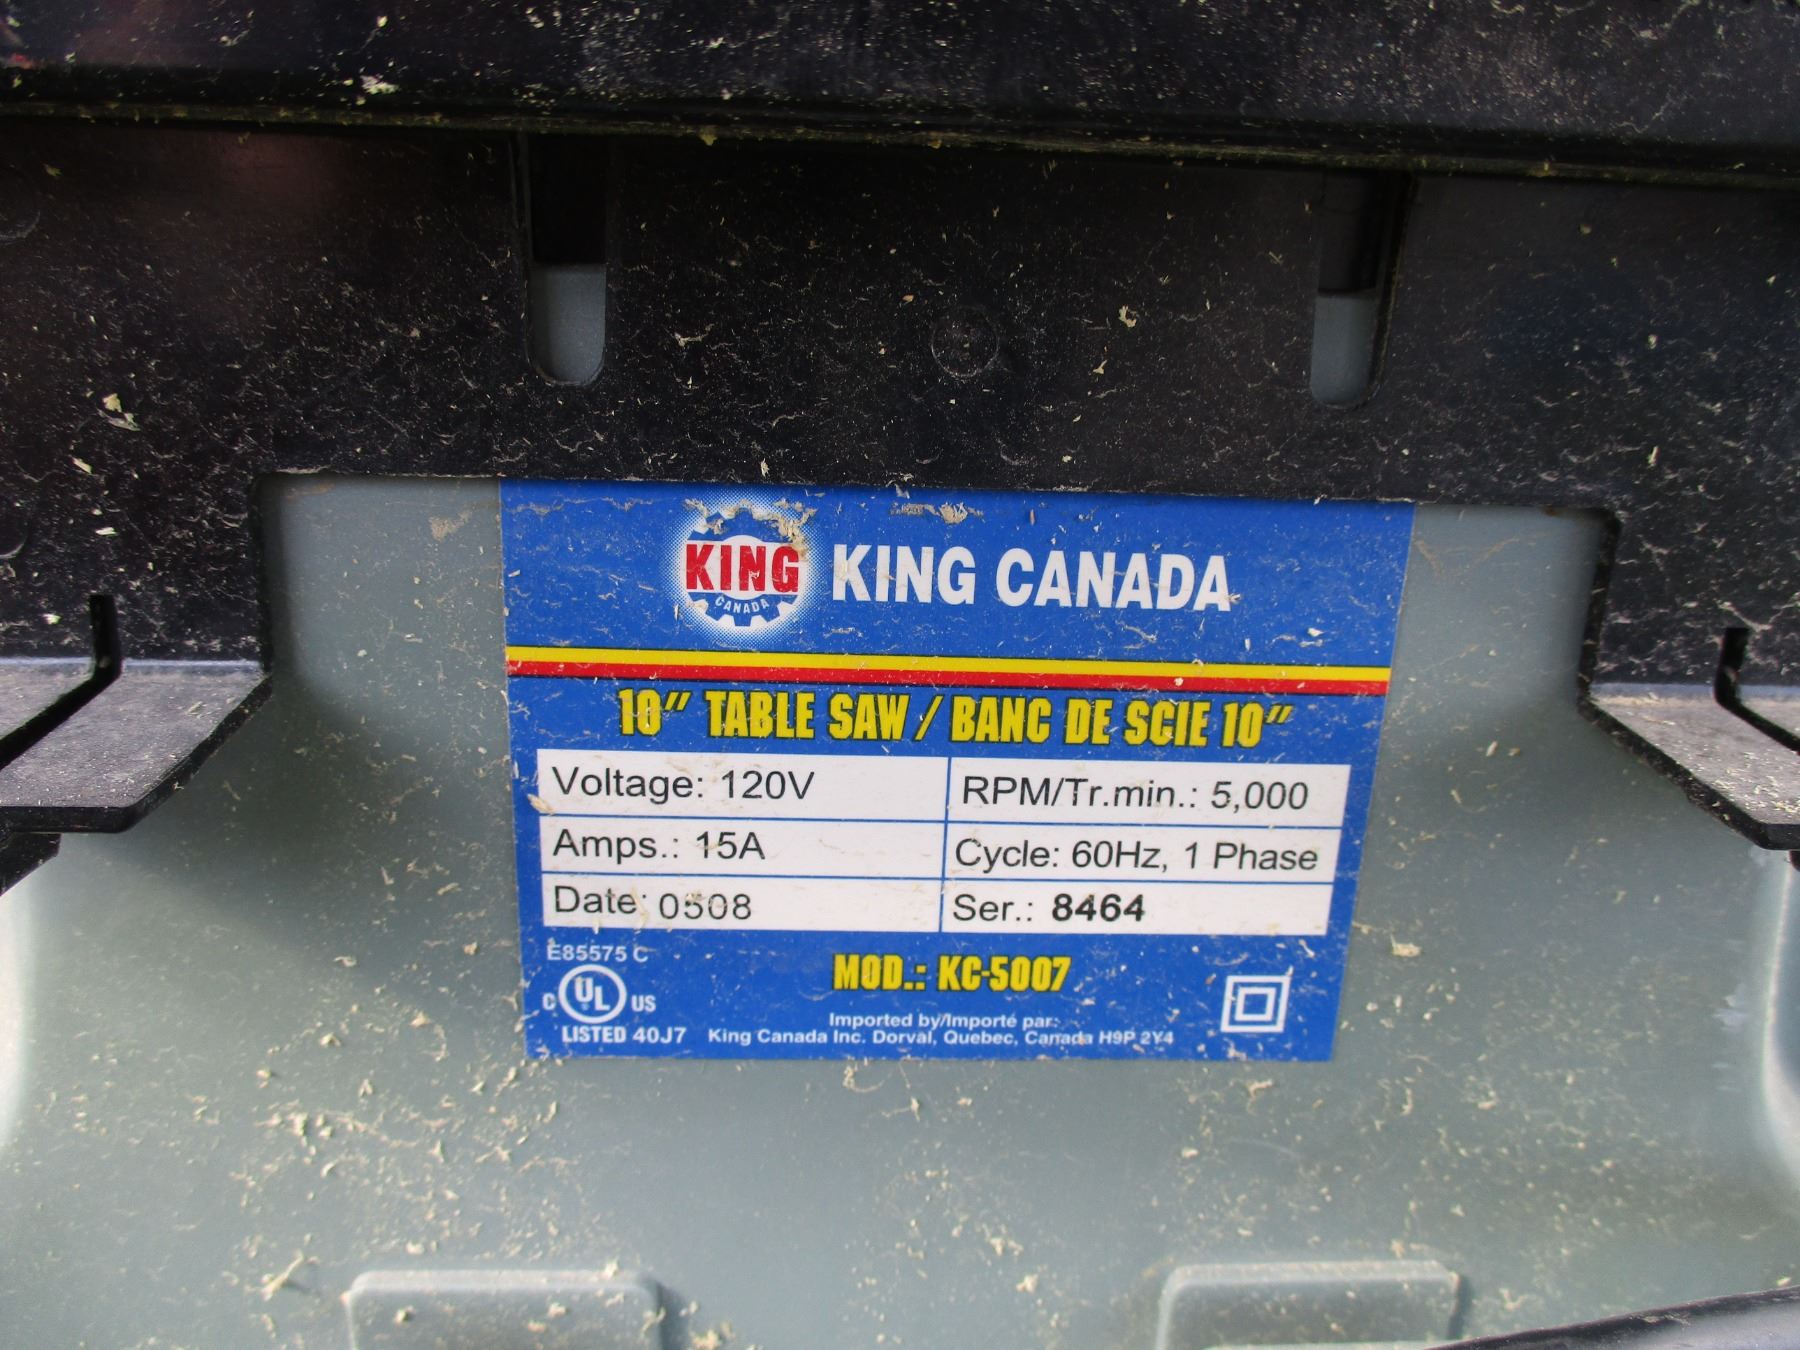 KING
CANADA
KING CANADA
10" TABLE SAW / BANC DE SCIE 10"
Voltage: 120V
RPM/Tr.min.: 5,000
Amps.: 15A
Cycle: 60Hz, 1 Phase
Date: 0508
Ser.: 8464
E85575 C
C UL US
LISTED 40J7
MOD.: KC-5007
Imported by/Importé par:
King Canada Inc. Dorval, Quebec, Canada H9P 2Y4